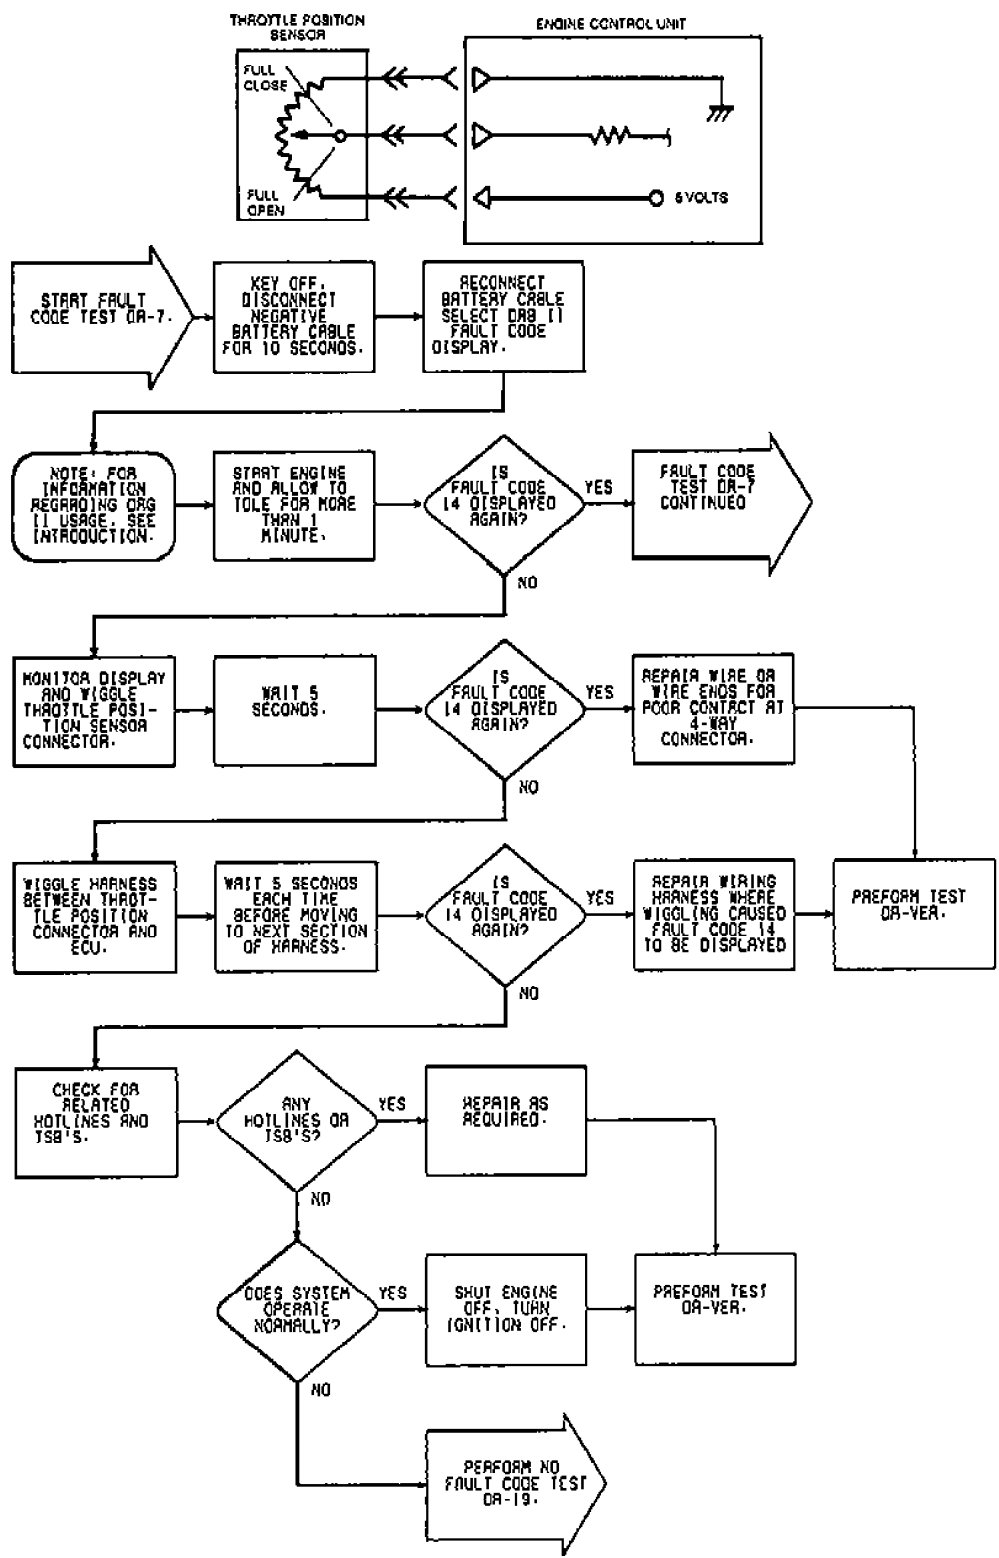 THROTTLE POSITION
SENSOR
ENGINE CONTROL UNIT
FULL
CLOSE
FULL
OPEN
5 VOLTS
START FAULT
CODE TEST DR-7.
KEY OFF.
DISCONNECT
NEGATIVE
BATTERY CABLE
FOR 10 SECONDS.
RECONNECT
BATTERY CABLE
SELECT DRB II
FAULT CODE
DISPLAY.
NOTE: FOR
INFORMATION
REGARDING DRB
II USAGE, SEE
INTRODUCTION.
START ENGINE
AND ALLOW TO
IDLE FOR MORE
THAN 1
MINUTE.
IS
FAULT CODE
14 DISPLAYED
AGAIN?
YES
NO
FAULT CODE
TEST DR-7
CONTINUED
MONITOR DISPLAY
AND WIGGLE
THROTTLE POSI-
TION SENSOR
CONNECTOR.
WAIT 5
SECONDS.
IS
FAULT CODE
14 DISPLAYED
AGAIN?
YES
NO
REPAIR WIRE OR
WIRE ENDS FOR
POOR CONTACT AT
4-WAY
CONNECTOR.
WIGGLE HARNESS
BETWEEN THROT-
TLE POSITION
CONNECTOR AND
ECU.
WAIT 5 SECONDS
EACH TIME
BEFORE MOVING
TO NEXT SECTION
OF HARNESS.
IS
FAULT CODE
14 DISPLAYED
AGAIN?
YES
NO
REPAIR WIRING
HARNESS WHERE
WIGGLING CAUSED
FAULT CODE 14
TO BE DISPLAYED
PREFORM TEST
DR-VER.
CHECK FOR
RELATED
HOTLINES AND
TSB'S.
ANY
HOTLINES OR
TSB'S?
YES
NO
REPAIR AS
REQUIRED.
DOES SYSTEM
OPERATE
NORMALLY?
YES
NO
SHUT ENGINE
OFF, TURN
IGNITION OFF.
PREFORM TEST
DR-VER.
PERFORM NO
FAULT CODE TEST
DR-19.